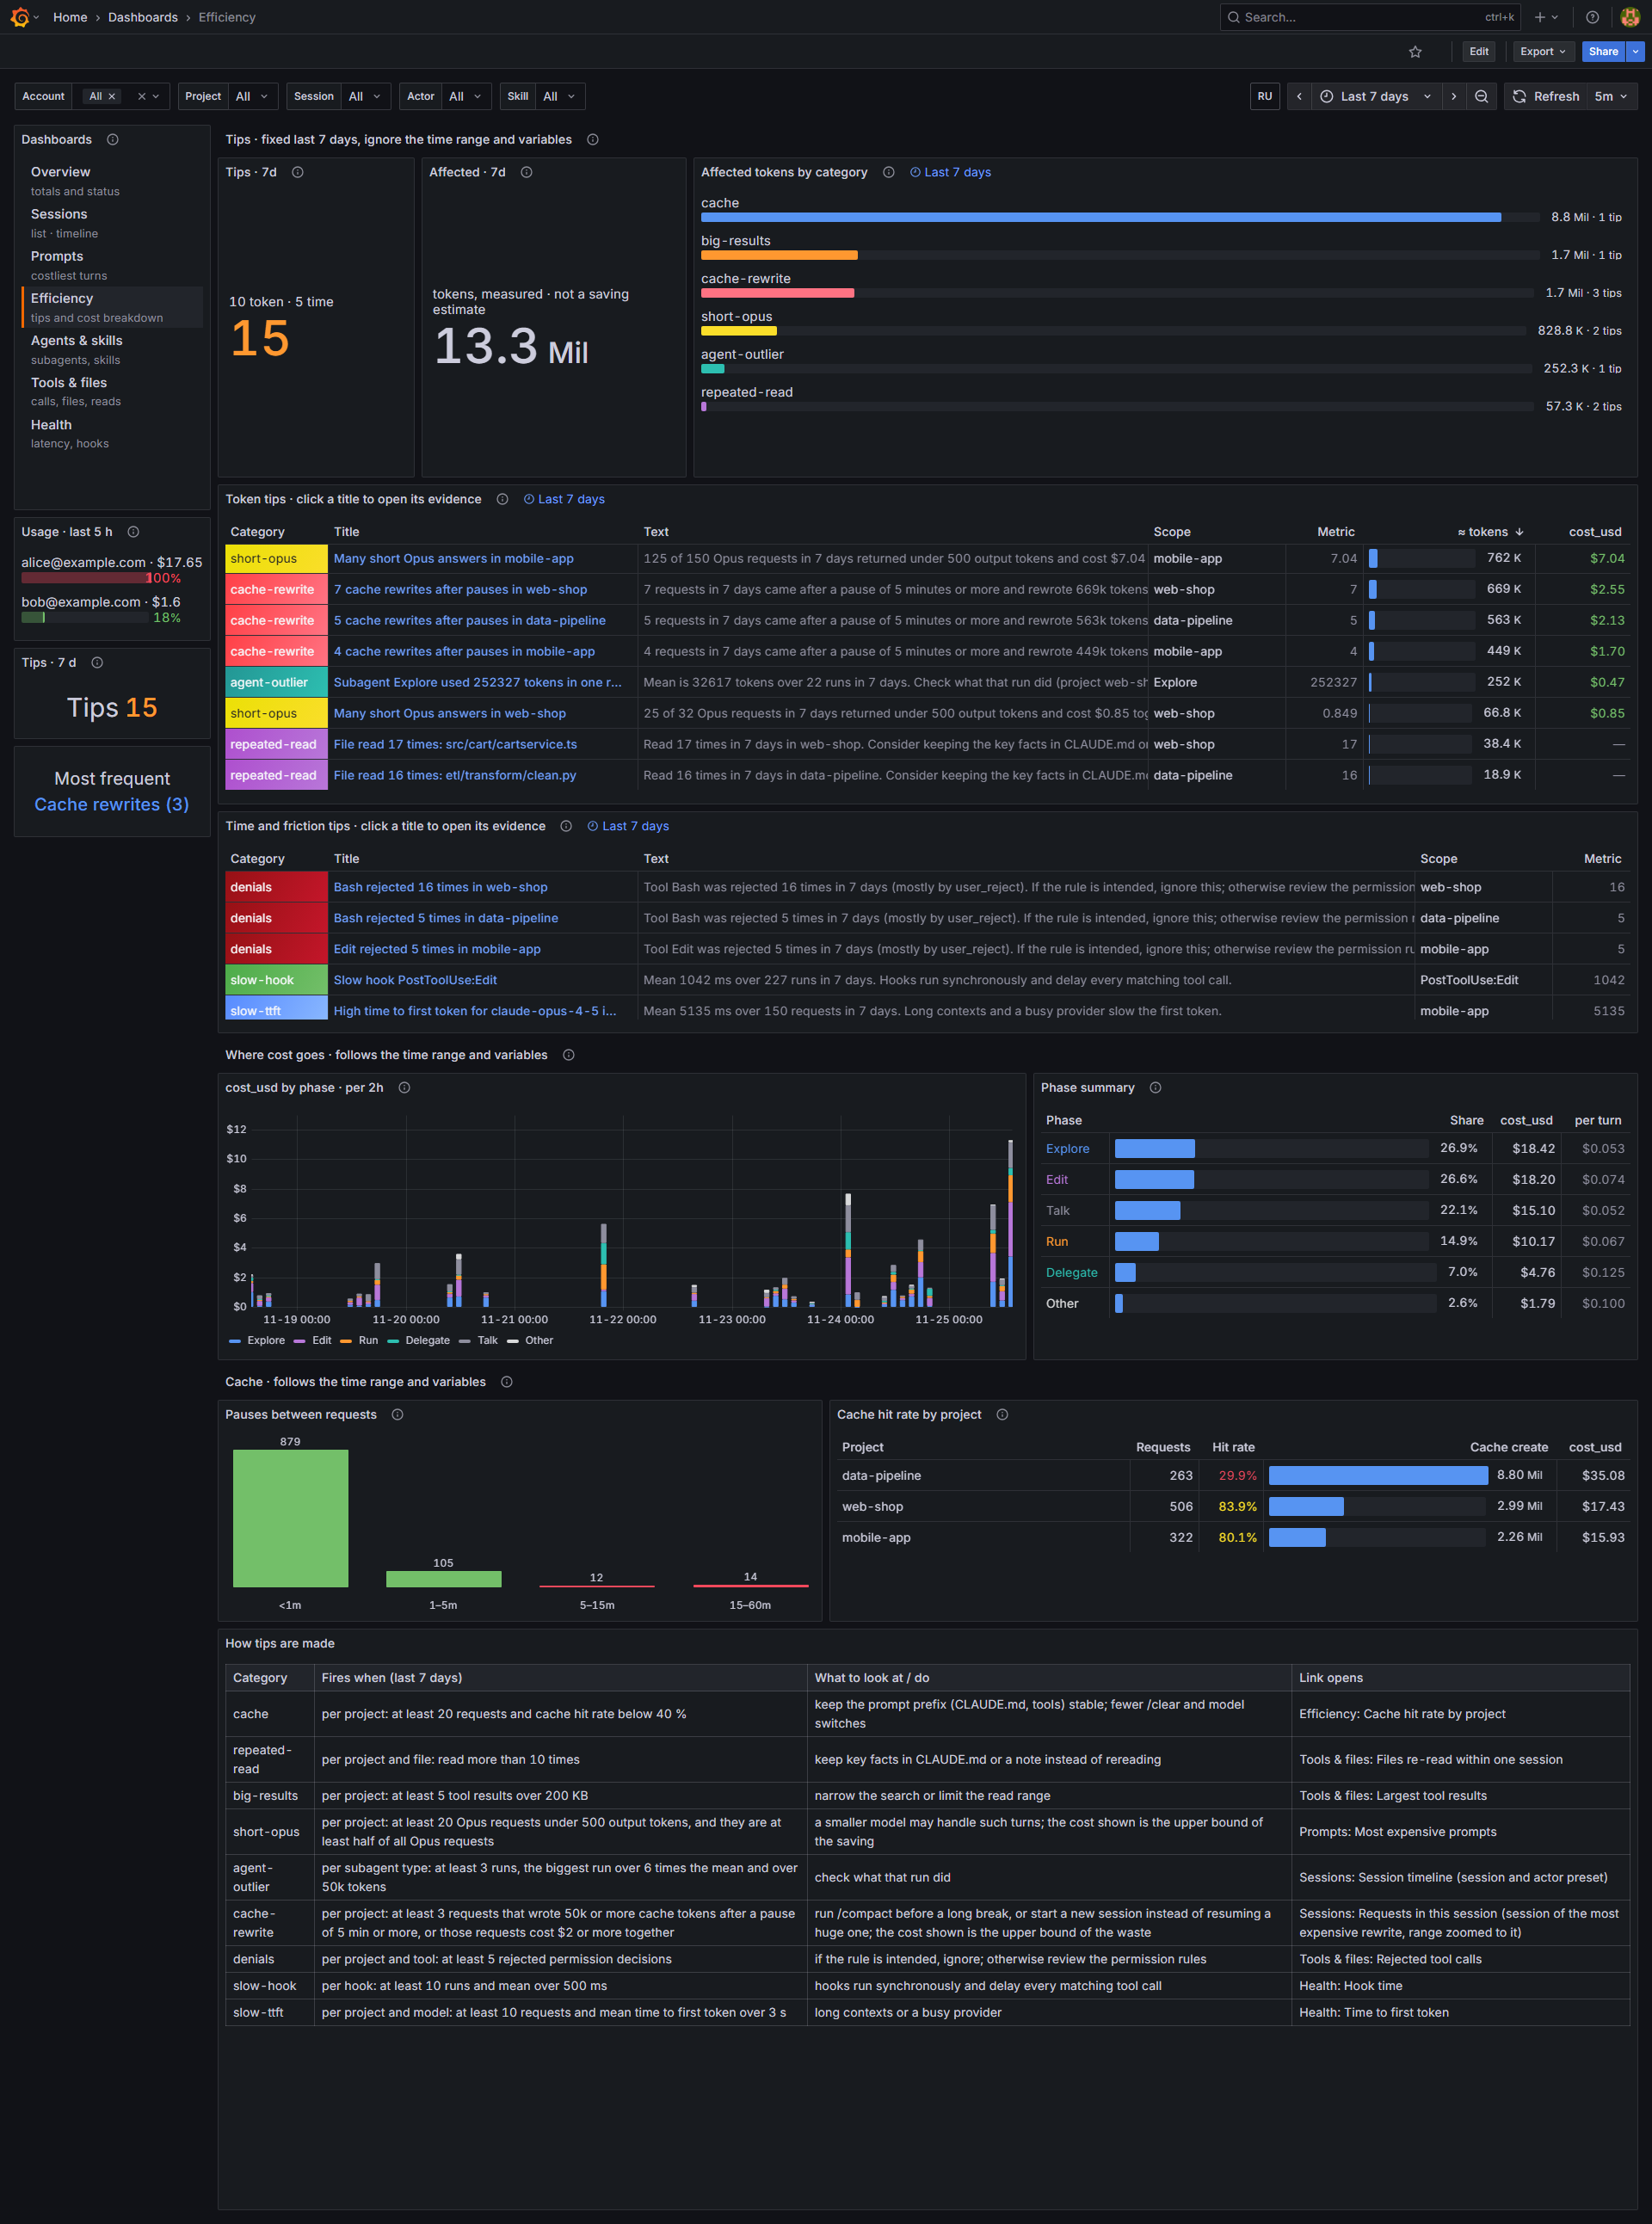 Home › Dashboards › Efficiency
Search... ctrl+k
Edit Export Share
Account All × × Project All Session All Actor All Skill All
RU Last 7 days Refresh 5m
Dashboards
Overview
totals and status
Sessions
list · timeline
Prompts
costliest turns
Efficiency
tips and cost breakdown
Agents & skills
subagents, skills
Tools & files
calls, files, reads
Health
latency, hooks
Usage · last 5 h
alice@example.com · $17.65
100%
bob@example.com · $1.6
18%
Tips · 7 d
Tips 15
Most frequent
Cache rewrites (3)
Tips · fixed last 7 days, ignore the time range and variables
Tips · 7d
10 token · 5 time
15
Affected · 7d
tokens, measured · not a saving
estimate
13.3 Mil
Affected tokens by category Last 7 days
cache
8.8 Mil · 1 tip
big-results
1.7 Mil · 1 tip
cache-rewrite
1.7 Mil · 3 tips
short-opus
828.8 K · 2 tips
agent-outlier
252.3 K · 1 tip
repeated-read
57.3 K · 2 tips
Token tips · click a title to open its evidence Last 7 days
Category Title Text Scope Metric ≈ tokens ↓ cost_usd
short-opus Many short Opus answers in mobile-app 125 of 150 Opus requests in 7 days returned under 500 output tokens and cost $7.04 mobile-app 7.04 762 K $7.04
cache-rewrite 7 cache rewrites after pauses in web-shop 7 requests in 7 days came after a pause of 5 minutes or more and rewrote 669k tokens web-shop 7 669 K $2.55
cache-rewrite 5 cache rewrites after pauses in data-pipeline 5 requests in 7 days came after a pause of 5 minutes or more and rewrote 563k tokens data-pipeline 5 563 K $2.13
cache-rewrite 4 cache rewrites after pauses in mobile-app 4 requests in 7 days came after a pause of 5 minutes or more and rewrote 449k tokens mobile-app 4 449 K $1.70
agent-outlier Subagent Explore used 252327 tokens in one r... Mean is 32617 tokens over 22 runs in 7 days. Check what that run did (project web-sh Explore 252327 252 K $0.47
short-opus Many short Opus answers in web-shop 25 of 32 Opus requests in 7 days returned under 500 output tokens and cost $0.85 tog web-shop 0.849 66.8 K $0.85
repeated-read File read 17 times: src/cart/cartservice.ts Read 17 times in 7 days in web-shop. Consider keeping the key facts in CLAUDE.md or web-shop 17 38.4 K —
repeated-read File read 16 times: etl/transform/clean.py Read 16 times in 7 days in data-pipeline. Consider keeping the key facts in CLAUDE.md data-pipeline 16 18.9 K —
Time and friction tips · click a title to open its evidence Last 7 days
Category Title Text Scope Metric
denials Bash rejected 16 times in web-shop Tool Bash was rejected 16 times in 7 days (mostly by user_reject). If the rule is intended, ignore this; otherwise review the permission web-shop 16
denials Bash rejected 5 times in data-pipeline Tool Bash was rejected 5 times in 7 days (mostly by user_reject). If the rule is intended, ignore this; otherwise review the permission r data-pipeline 5
denials Edit rejected 5 times in mobile-app Tool Edit was rejected 5 times in 7 days (mostly by user_reject). If the rule is intended, ignore this; otherwise review the permission ru mobile-app 5
slow-hook Slow hook PostToolUse:Edit Mean 1042 ms over 227 runs in 7 days. Hooks run synchronously and delay every matching tool call. PostToolUse:Edit 1042
slow-ttft High time to first token for claude-opus-4-5 i... Mean 5135 ms over 150 requests in 7 days. Long contexts and a busy provider slow the first token. mobile-app 5135
Where cost goes · follows the time range and variables
cost_usd by phase · per 2h
$12
$10
$8
$6
$4
$2
$0
11-19 00:00 11-20 00:00 11-21 00:00 11-22 00:00 11-23 00:00 11-24 00:00 11-25 00:00
Explore Edit Run Delegate Talk Other
Phase summary
Phase Share cost_usd per turn
Explore 26.9% $18.42 $0.053
Edit 26.6% $18.20 $0.074
Talk 22.1% $15.10 $0.052
Run 14.9% $10.17 $0.067
Delegate 7.0% $4.76 $0.125
Other 2.6% $1.79 $0.100
Cache · follows the time range and variables
Pauses between requests
879
105
12
14
<1m 1–5m 5–15m 15–60m
Cache hit rate by project
Project Requests Hit rate Cache create cost_usd
data-pipeline 263 29.9% 8.80 Mil $35.08
web-shop 506 83.9% 2.99 Mil $17.43
mobile-app 322 80.1% 2.26 Mil $15.93
How tips are made
Category Fires when (last 7 days) What to look at / do Link opens
cache per project: at least 20 requests and cache hit rate below 40 % keep the prompt prefix (CLAUDE.md, tools) stable; fewer /clear and model
switches Efficiency: Cache hit rate by project
repeated-
read per project and file: read more than 10 times keep key facts in CLAUDE.md or a note instead of rereading Tools & files: Files re-read within one session
big-results per project: at least 5 tool results over 200 KB narrow the search or limit the read range Tools & files: Largest tool results
short-opus per project: at least 20 Opus requests under 500 output tokens, and they are at
least half of all Opus requests a smaller model may handle such turns; the cost shown is the upper bound of
the saving Prompts: Most expensive prompts
agent-
outlier per subagent type: at least 3 runs, the biggest run over 6 times the mean and over
50k tokens check what that run did Sessions: Session timeline (session and actor preset)
cache-
rewrite per project: at least 3 requests that wrote 50k or more cache tokens after a pause
of 5 min or more, or those requests cost $2 or more together run /compact before a long break, or start a new session instead of resuming a
huge one; the cost shown is the upper bound of the waste Sessions: Requests in this session (session of the most
expensive rewrite, range zoomed to it)
denials per project and tool: at least 5 rejected permission decisions if the rule is intended, ignore; otherwise review the permission rules Tools & files: Rejected tool calls
slow-hook per hook: at least 10 runs and mean over 500 ms hooks run synchronously and delay every matching tool call Health: Hook time
slow-ttft per project and model: at least 10 requests and mean time to first token over 3 s long contexts or a busy provider Health: Time to first token